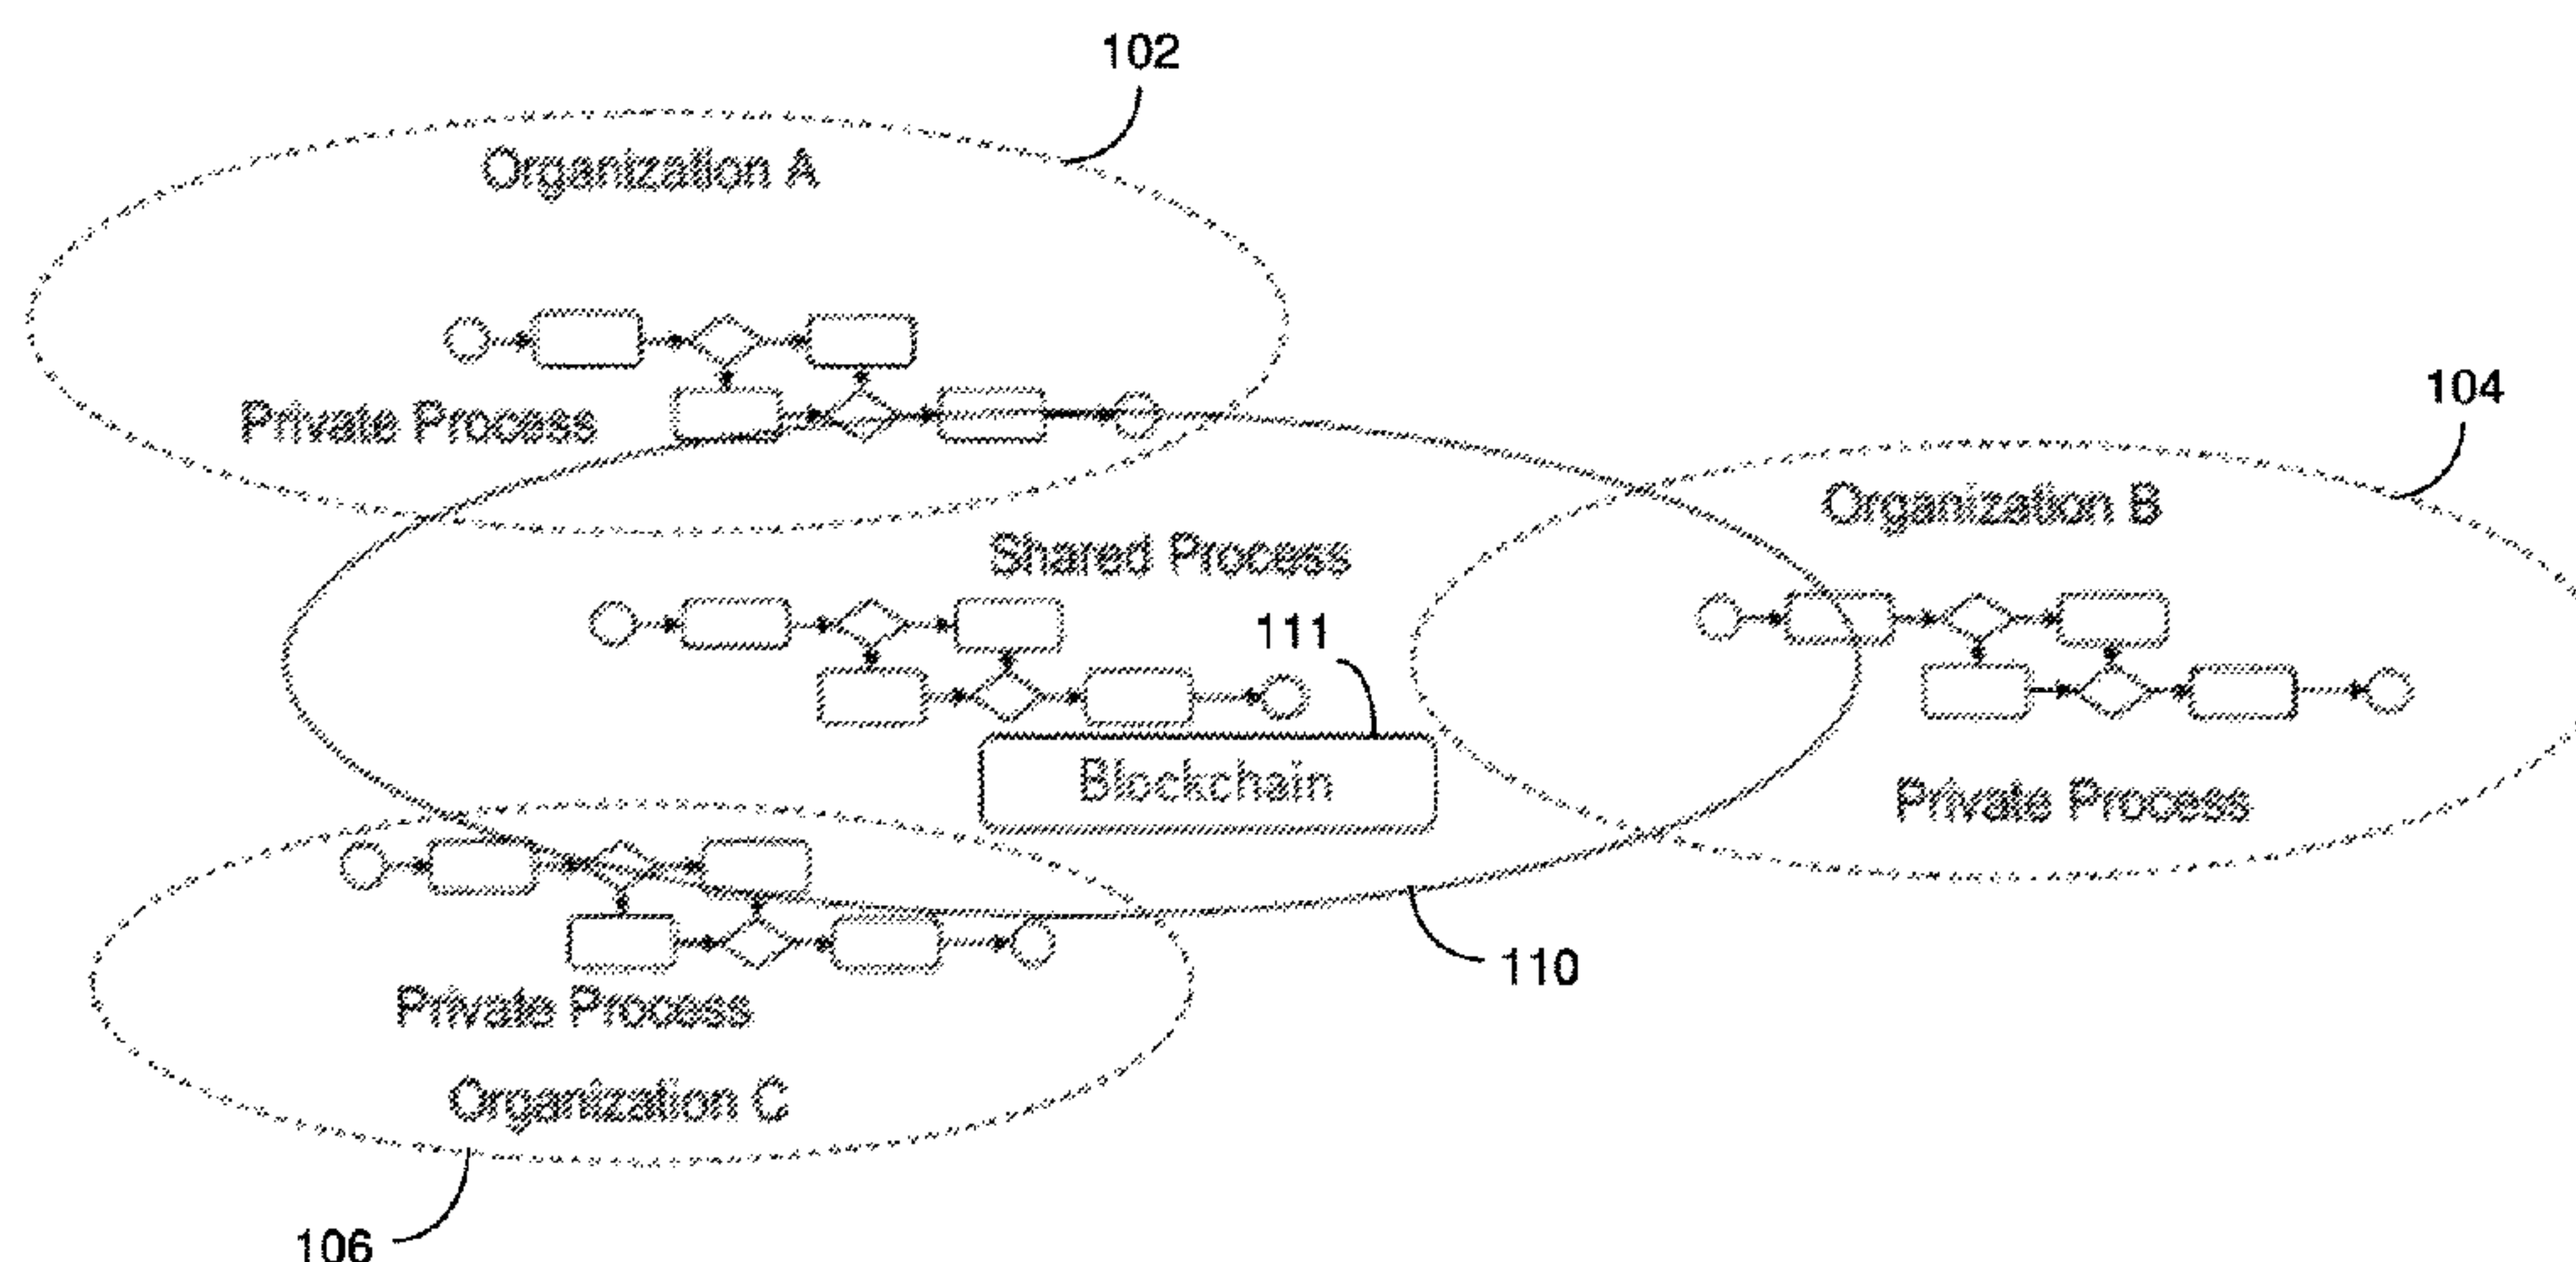 102
Organization A
Private Process
104
Organization B
Shared Process
111
Blockchain
Private Process
110
Private Process
Organization C
106